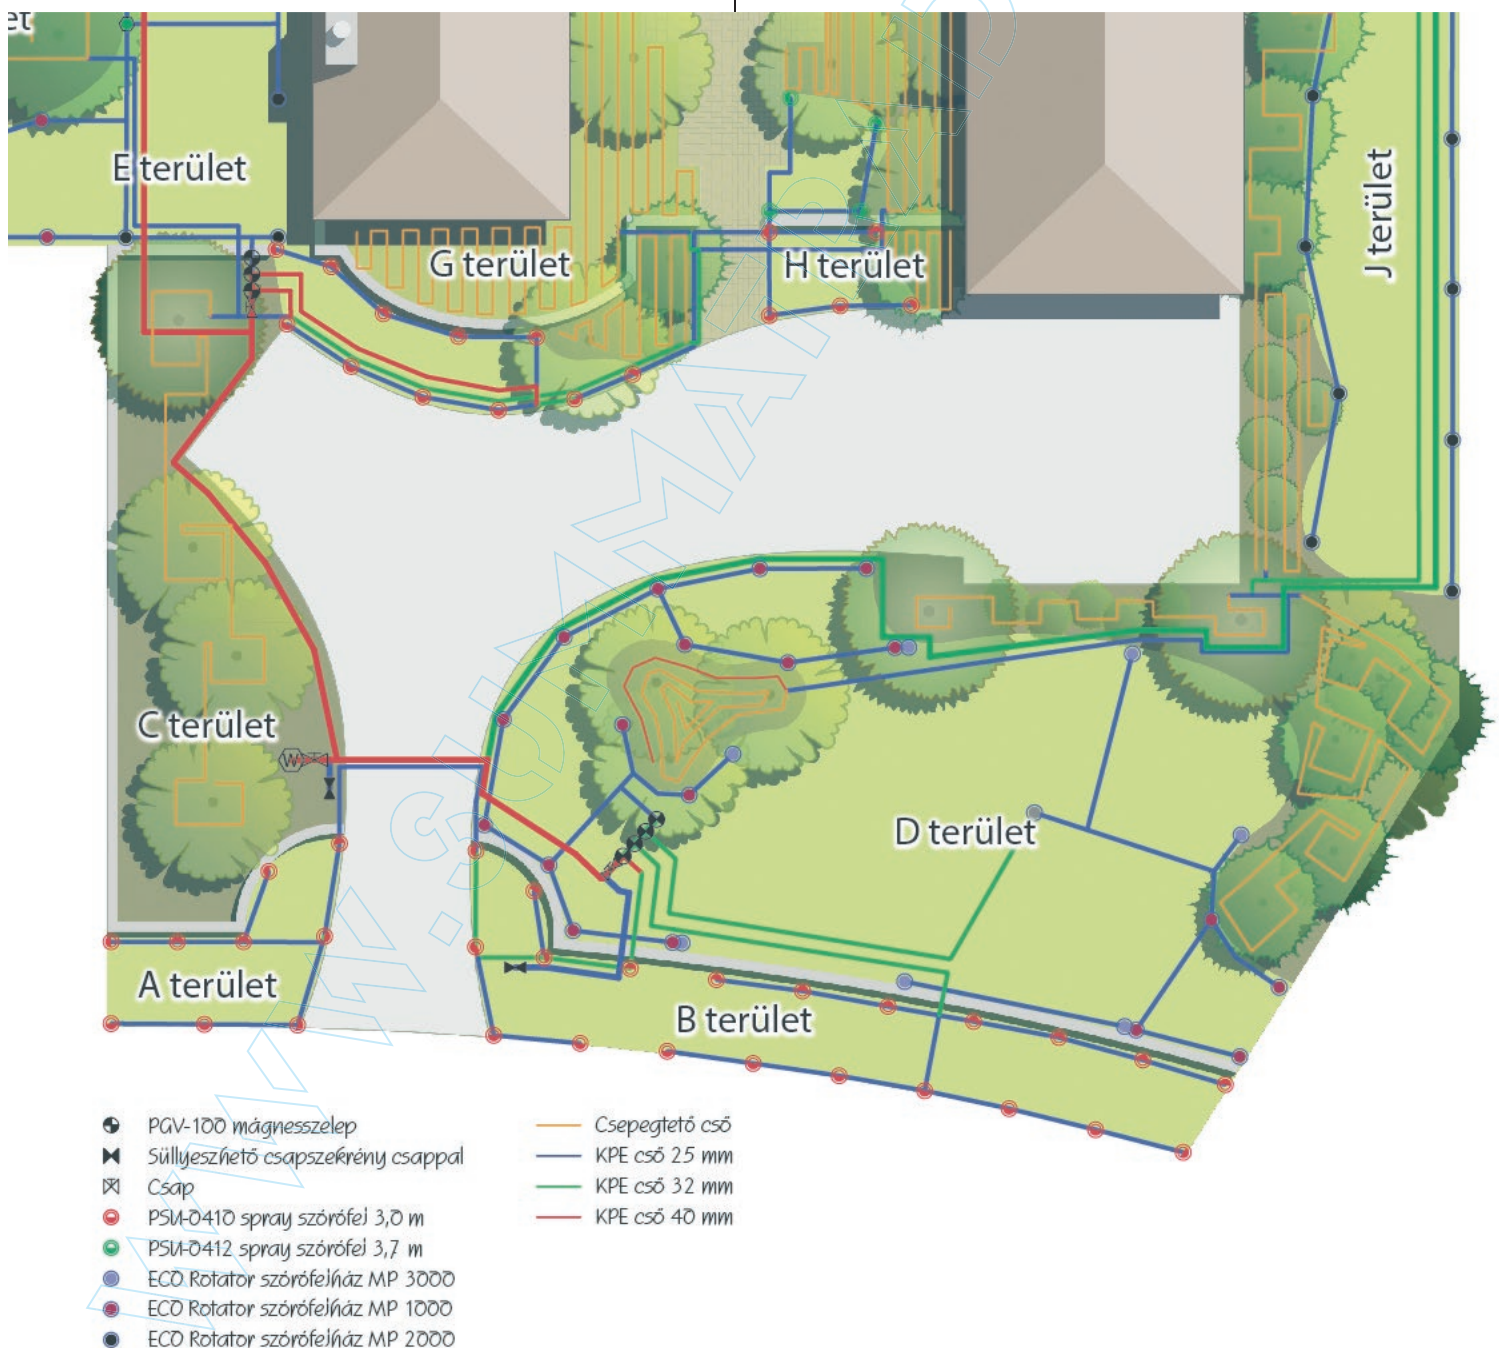 et
E terület
G terület
H terület
J terület
C terület
W
D terület
A terület
B terület
PGV-100 mágnesszelep
Süllyeszhető csapszekrény csappal
Csap
PSU-0410 spray szórófej 3,0 m
PSU-0412 spray szórófej 3,7 m
ECO Rotator szórófejház MP 3000
ECO Rotator szórófejház MP 1000
ECO Rotator szórófejház MP 2000
Csepegtető cső
KPE cső 25 mm
KPE cső 32 mm
KPE cső 40 mm